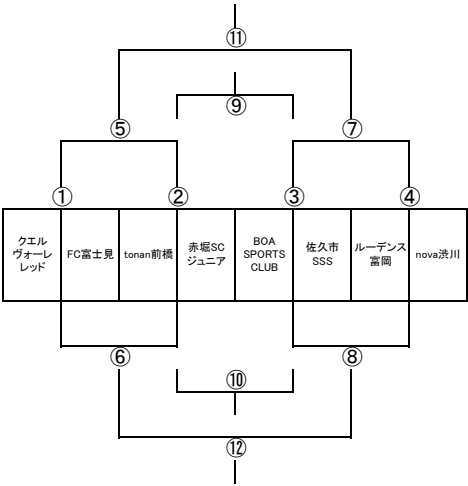 ⑪
⑨
⑤ ⑦
① ② ③ ④
クエル
ヴォーレ
レッド
FC富士見
tonan前橋
赤堀SC
ジュニア
BOA
SPORTS
CLUB
佐久市
SSS
ルーデンス
富岡
nova渋川
⑥ ⑧
⑩
⑫